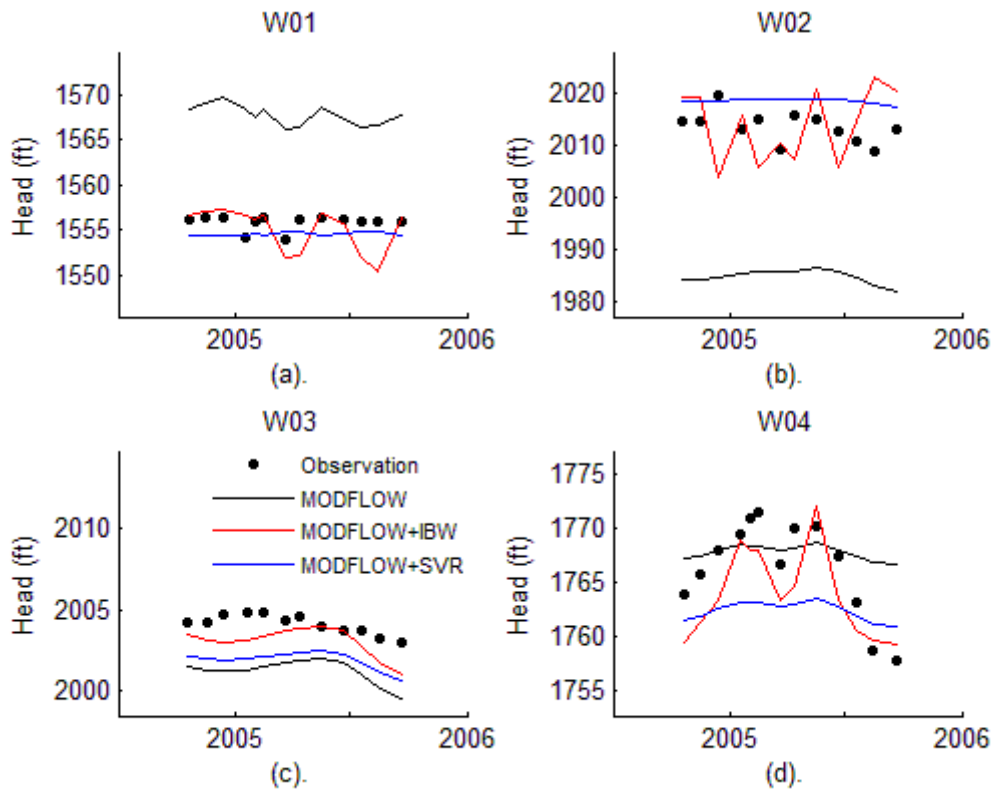 W01
Head (ft)
1570
1565
1560
1555
1550
2005
2006
(a).
W02
Head (ft)
2020
2010
2000
1990
1980
2005
2006
(b).
W03
Observation
MODFLOW
MODFLOW+IBW
MODFLOW+SVR
Head (ft)
2010
2005
2000
2005
2006
(c).
W04
Head (ft)
1775
1770
1765
1760
1755
2005
2006
(d).